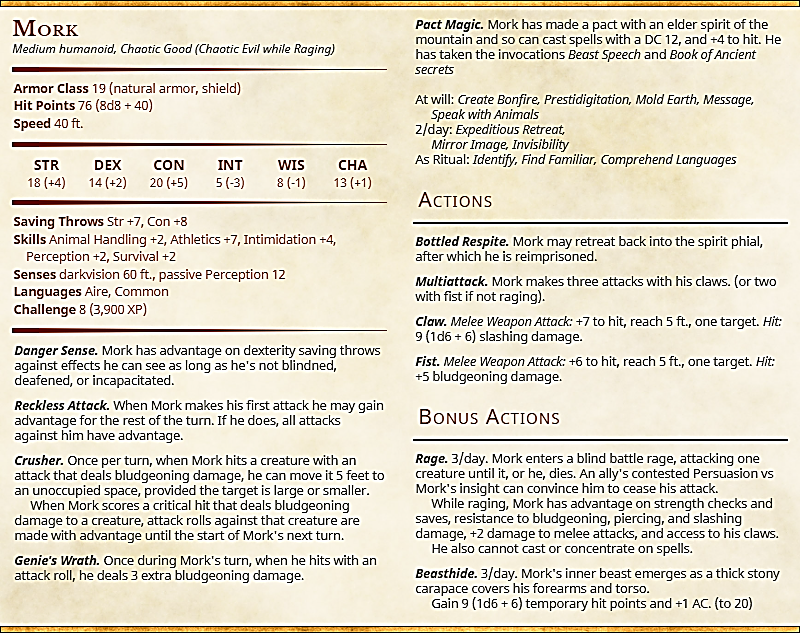 MORK
Medium humanoid, Chaotic Good (Chaotic Evil while Raging)
Armor Class 19 (natural armor, shield)
Hit Points 76 (8d8 + 40)
Speed 40 ft.
STR DEX CON INT WIS CHA
18 (+4) 14 (+2) 20 (+5) 5 (-3) 8 (-1) 13 (+1)
Saving Throws Str +7, Con +8
Skills Animal Handling +2, Athletics +7, Intimidation +4,
Perception +2, Survival +2
Senses darkvision 60 ft., passive Perception 12
Languages Aire, Common
Challenge 8 (3,900 XP)
Danger Sense. Mork has advantage on dexterity saving throws
against effects he can see as long as he's not blindned,
deafened, or incapacitated.
Reckless Attack. When Mork makes his first attack he may gain
advantage for the rest of the turn. If he does, all attacks
against him have advantage.
Crusher. Once per turn, when Mork hits a creature with an
attack that deals bludgeoning damage, he can move it 5 feet to
an unoccupied space, provided the target is large or smaller.
When Mork scores a critical hit that deals bludgeoning
damage to a creature, attack rolls against that creature are
made with advantage until the start of Mork's next turn.
Genie's Wrath. Once during Mork's turn, when he hits with an
attack roll, he deals 3 extra bludgeoning damage.
Pact Magic. Mork has made a pact with an elder spirit of the
mountain and so can cast spells with a DC 12, and +4 to hit. He
has taken the invocations Beast Speech and Book of Ancient
secrets
At will: Create Bonfire, Prestidigitation, Mold Earth, Message,
Speak with Animals
2/day: Expeditious Retreat,
Mirror Image, Invisibility
As Ritual: Identify, Find Familiar, Comprehend Languages
ACTIONS
Bottled Respite. Mork may retreat back into the spirit phial,
after which he is reimprisoned.
Multiattack. Mork makes three attacks with his claws. (or two
with fist if not raging).
Claw. Melee Weapon Attack: +7 to hit, reach 5 ft., one target. Hit:
9 (1d6 + 6) slashing damage.
Fist. Melee Weapon Attack: +6 to hit, reach 5 ft., one target. Hit:
+5 bludgeoning damage.
BONUS ACTIONS
Rage. 3/day. Mork enters a blind battle rage, attacking one
creature until it, or he, dies. An ally's contested Persuasion vs
Mork's insight can convince him to cease his attack.
While raging, Mork has advantage on strength checks and
saves, resistance to bludgeoning, piercing, and slashing
damage, +2 damage to melee attacks, and access to his claws.
He also cannot cast or concentrate on spells.
Beasthide. 3/day. Mork's inner beast emerges as a thick stony
carapace covers his forearms and torso.
Gain 9 (1d6 + 6) temporary hit points and +1 AC. (to 20)